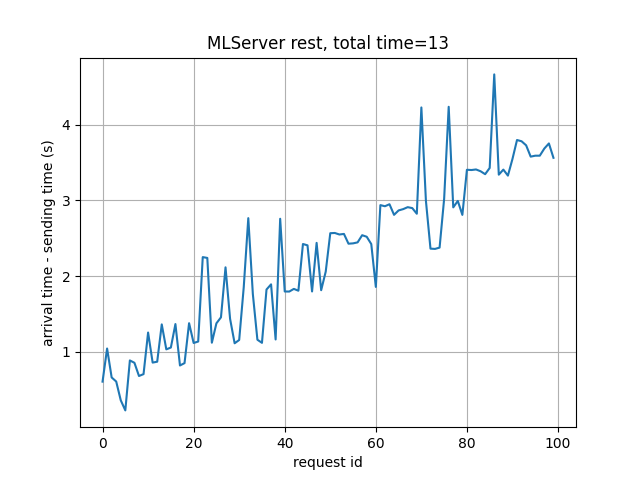 MLServer rest, total time=13
arrival time - sending time (s)
4
3
2
1
0 20 40 60 80 100
request id